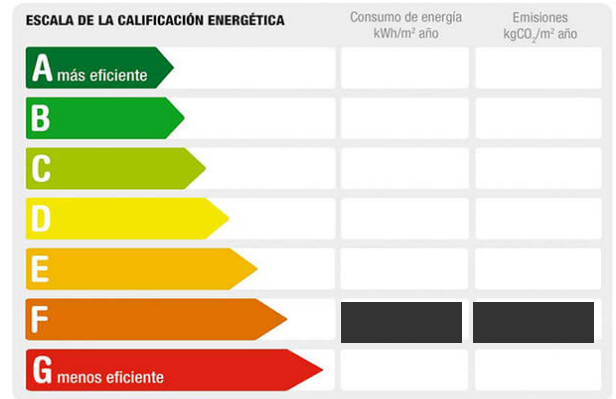 ESCALA DE LA CALIFICACIÓN ENERGÉTICA
Consumo de energía
kWh/m² año
Emisiones
kgCO₂/m² año
A más eficiente
B
C
D
E
F
G menos eficiente